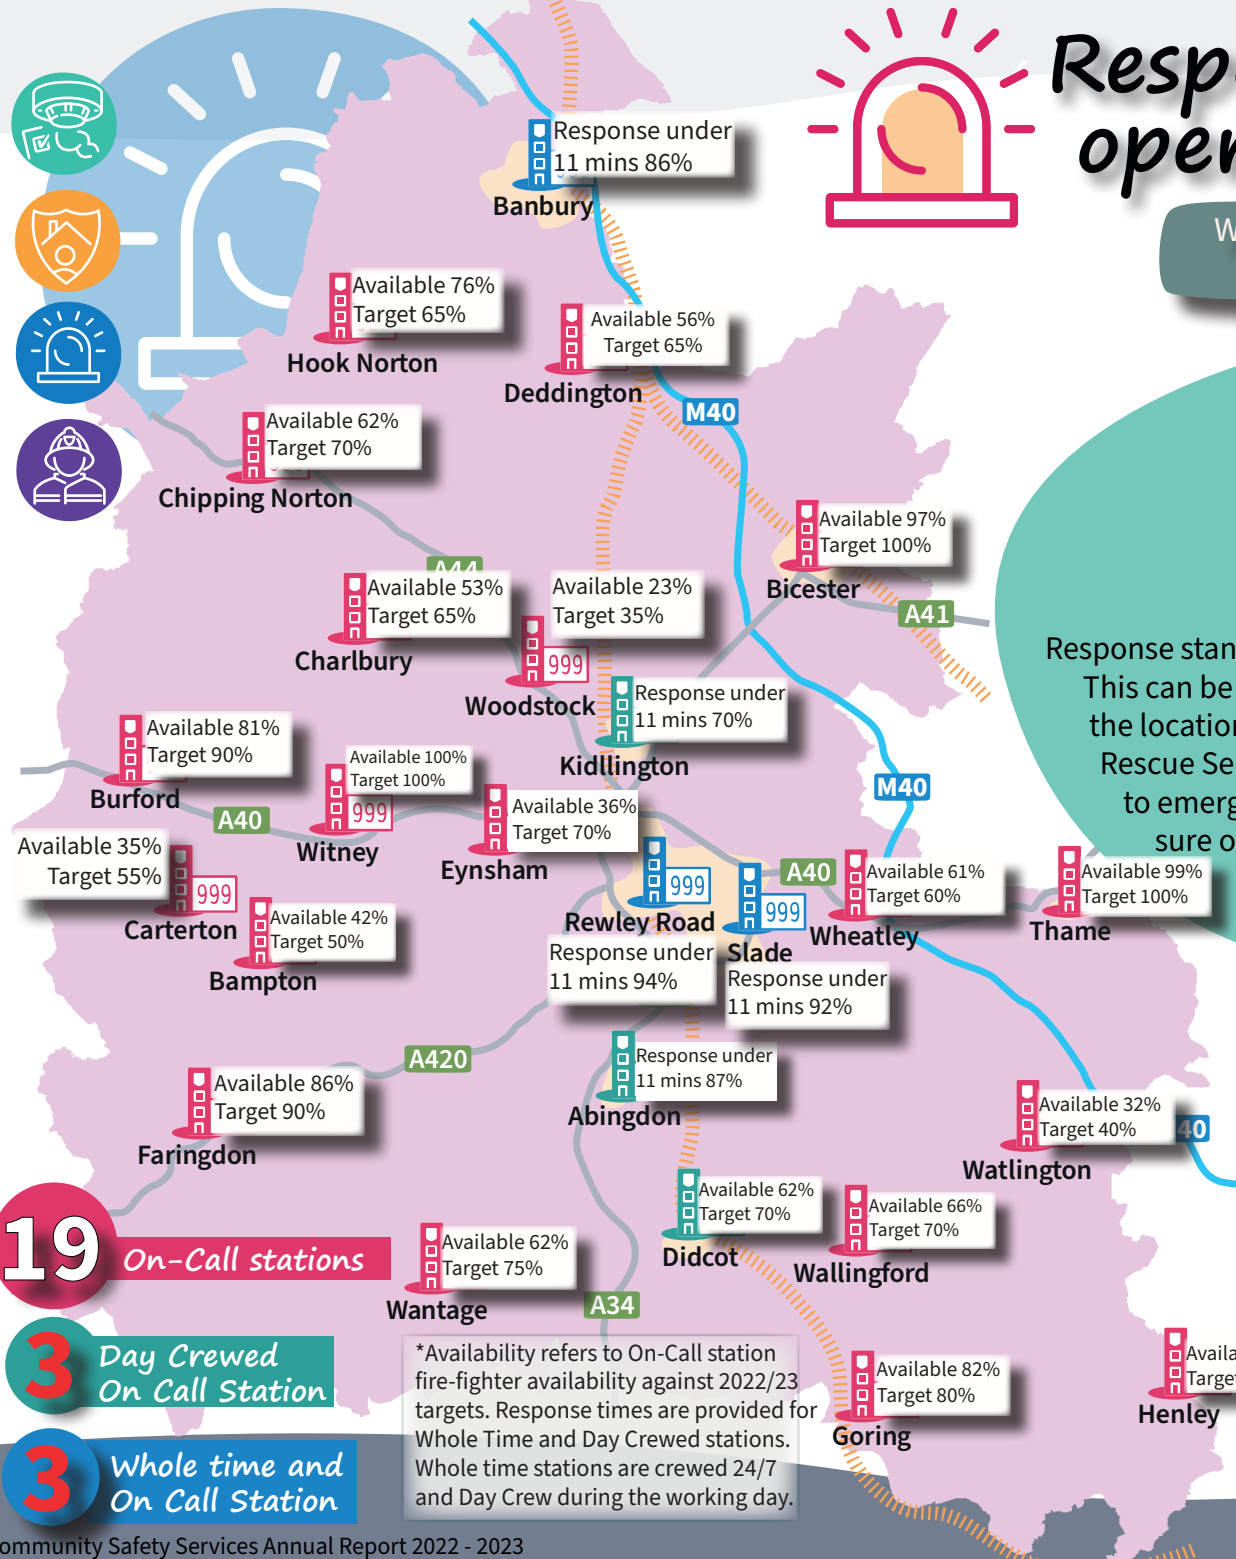 Resp
oper
W
Response under
11 mins 86%
Banbury
Available 76%
Target 65%
Hook Norton
Available 56%
Target 65%
Deddington
M40
Available 62%
Target 70%
Chipping Norton
A44
Available 97%
Target 100%
Bicester
A41
Available 53%
Target 65%
Charlbury
Available 23%
Target 35%
999
Woodstock
Response under
11 mins 70%
Kidllington
Response stan
This can be
the location
Rescue Se
to emerg
sure o
Available 81%
Target 90%
Burford
A40
Available 100%
Target 100%
999
Witney
Available 36%
Target 70%
Eynsham
M40
Available 35%
Target 55%
999
Carterton
Available 42%
Target 50%
Bampton
999
Rewley Road
Response under
11 mins 94%
999
Slade
Response under
11 mins 92%
A40
Available 61%
Target 60%
Wheatley
Available 99%
Target 100%
Thame
A420
Response under
11 mins 87%
Abingdon
Available 86%
Target 90%
Faringdon
Available 32%
Target 40%
Watlington
40
Available 62%
Target 70%
Didcot
Available 66%
Target 70%
Wallingford
Available 62%
Target 75%
Wantage
A34
19
On-Call stations
3
Day Crewed
On Call Station
3
Whole time and
On Call Station
*Availability refers to On-Call station
fire-fighter availability against 2022/23
targets. Response times are provided for
Whole Time and Day Crewed stations.
Whole time stations are crewed 24/7
and Day Crew during the working day.
Available 82%
Target 80%
Goring
Availa
Target
Henley
ommunity Safety Services Annual Report 2022 - 2023